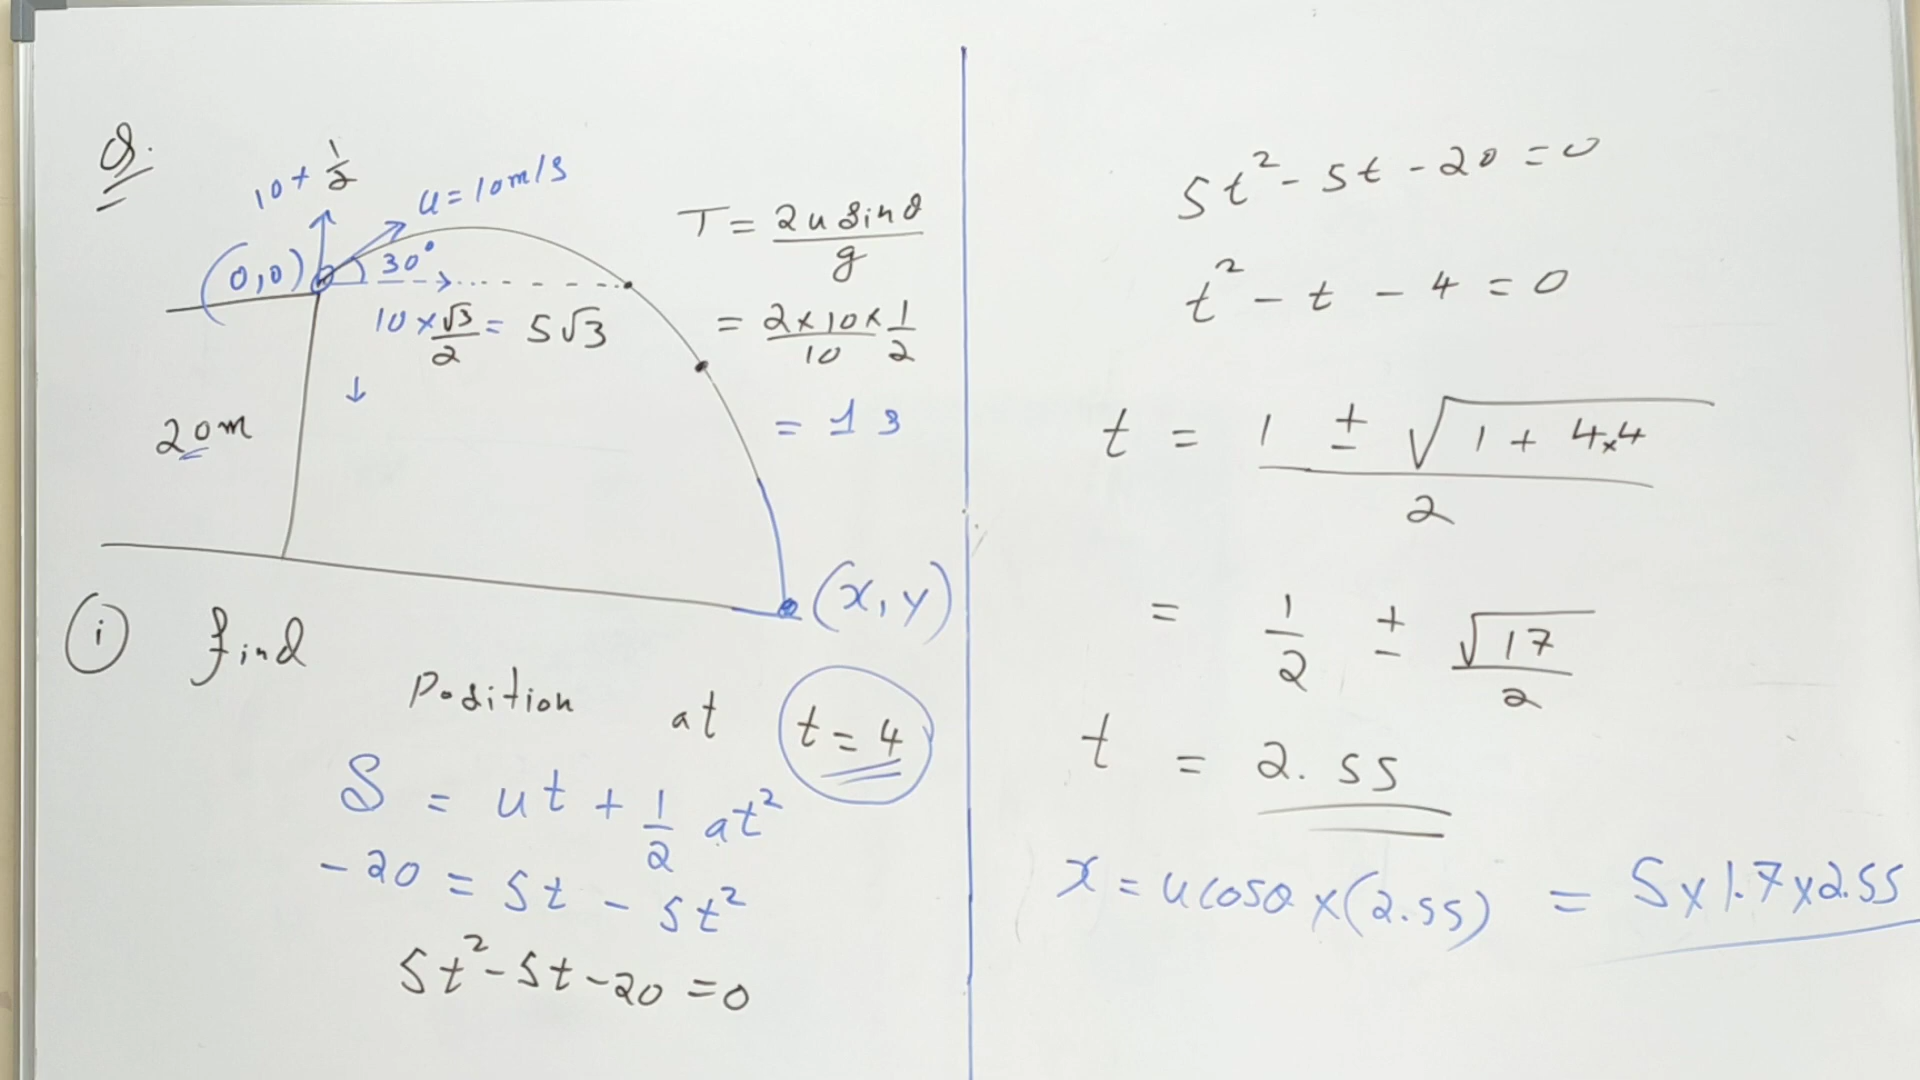 Q.
10 + 1/2
u = 10 m/s
(0,0)
30°
10 × √3/2 = 5√3
20m
T = 2u sinθ / g
= 2×10×1 / 10 2
= 1 s
(x, y)
(i) find
Position at t = 4
S = ut + 1/2 at²
-20 = 5t - 5t²
5t² - 5t - 20 = 0
5t² - 5t - 20 = 0
t² - t - 4 = 0
t = 1 ± √(1 + 4×4) / 2
= 1/2 ± √17/2
t = 2.55
x = u cosθ × (2.55) = 5×1.7×2.55